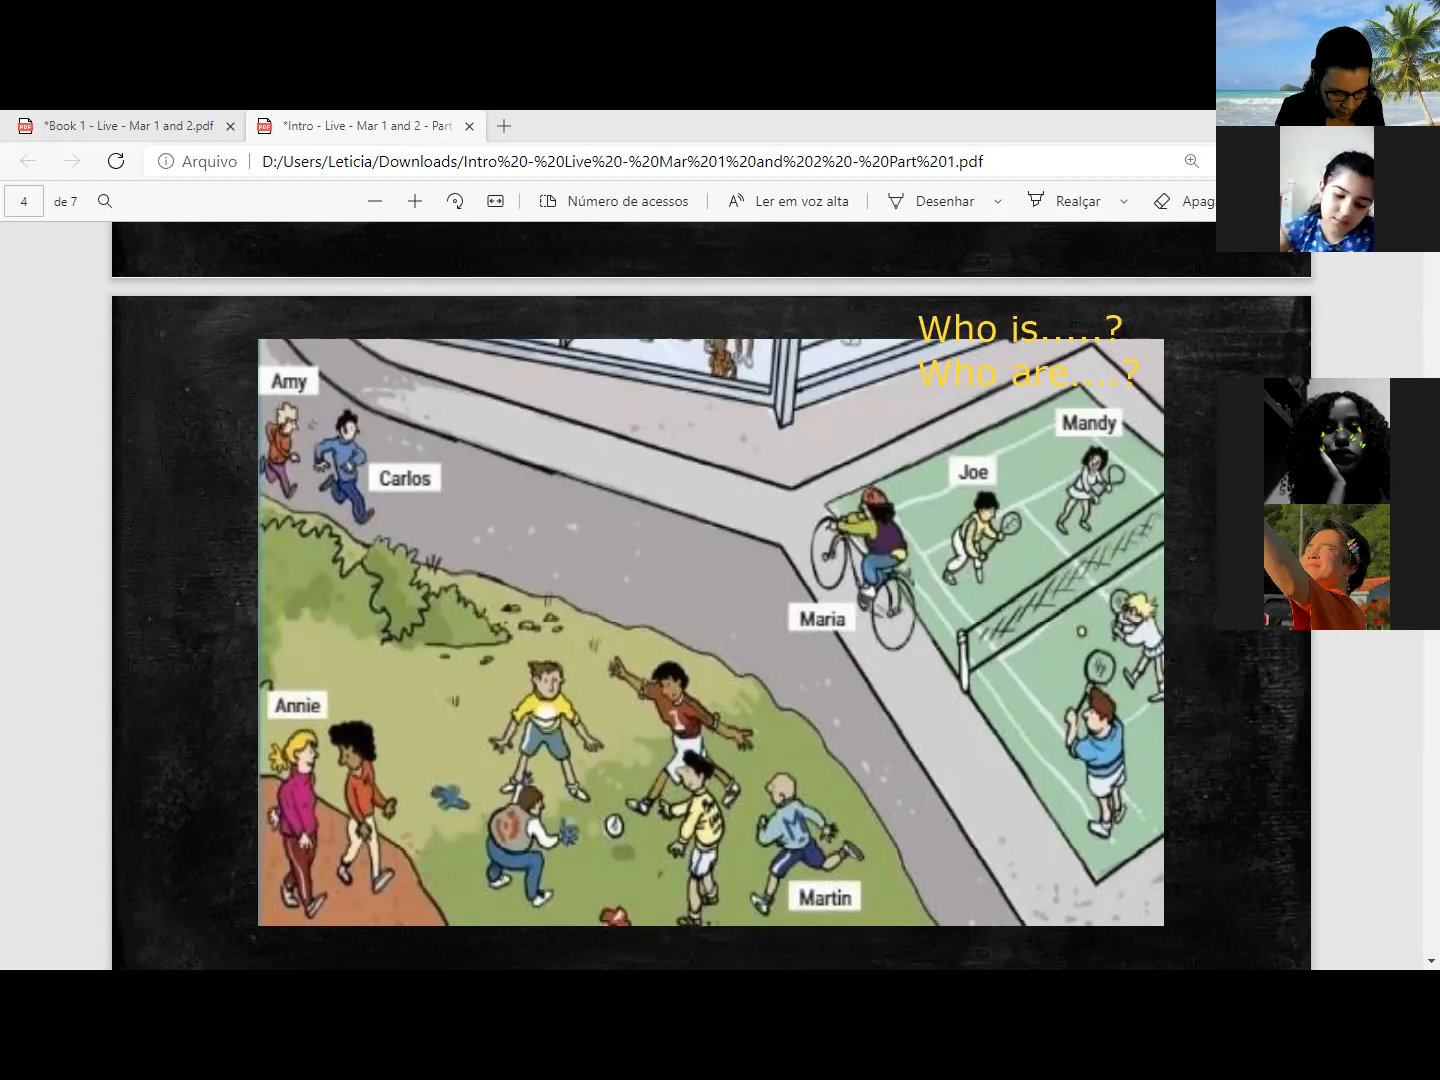 *Book 1 - Live - Mar 1 and 2.pdf
*Intro - Live - Mar 1 and 2 - Part
Arquivo
D:/Users/Leticia/Downloads/Intro%20-%20Live%20-%20Mar%201%20and%202%20-%20Part%201.pdf
4 de 7
Número de acessos
Ler em voz alta
Desenhar
Realçar
Apag
Who is.....?
Who are....?
Amy
Carlos
Mandy
Joe
Maria
Annie
Martin